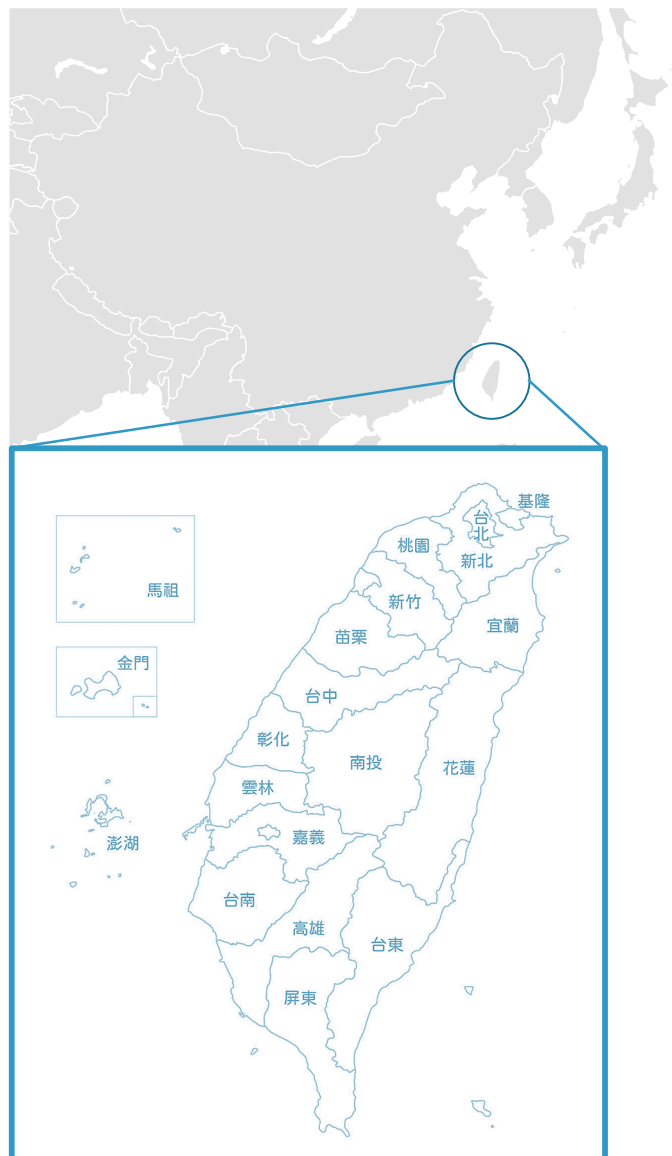 基隆
台
北
桃園
新北
馬祖
新竹
宜蘭
苗栗
金門
台中
彰化
南投
花蓮
雲林
嘉義
澎湖
台南
高雄
台東
屏東